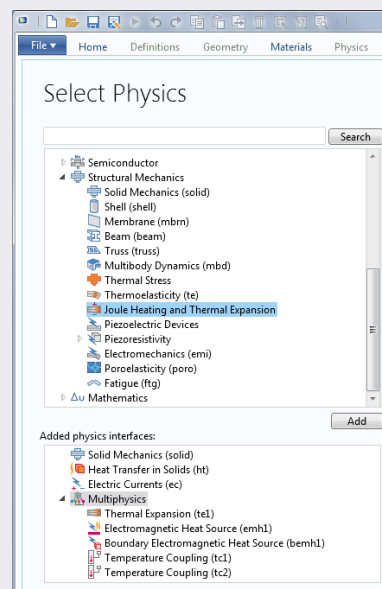 File Home Definitions Geometry Materials Physics
Select Physics
Search
Semiconductor
Structural Mechanics
Solid Mechanics (solid)
Shell (shell)
Membrane (mbrn)
Beam (beam)
Truss (truss)
Multibody Dynamics (mbd)
Thermal Stress
Thermoelasticity (te)
Joule Heating and Thermal Expansion
Piezoelectric Devices
Piezoresistivity
Electromechanics (emi)
Poroelasticity (poro)
Fatigue (ftg)
Δu Mathematics
Add
Added physics interfaces:
Solid Mechanics (solid)
Heat Transfer in Solids (ht)
Electric Currents (ec)
Multiphysics
Thermal Expansion (te1)
Electromagnetic Heat Source (emh1)
Boundary Electromagnetic Heat Source (bemh1)
Temperature Coupling (tc1)
Temperature Coupling (tc2)